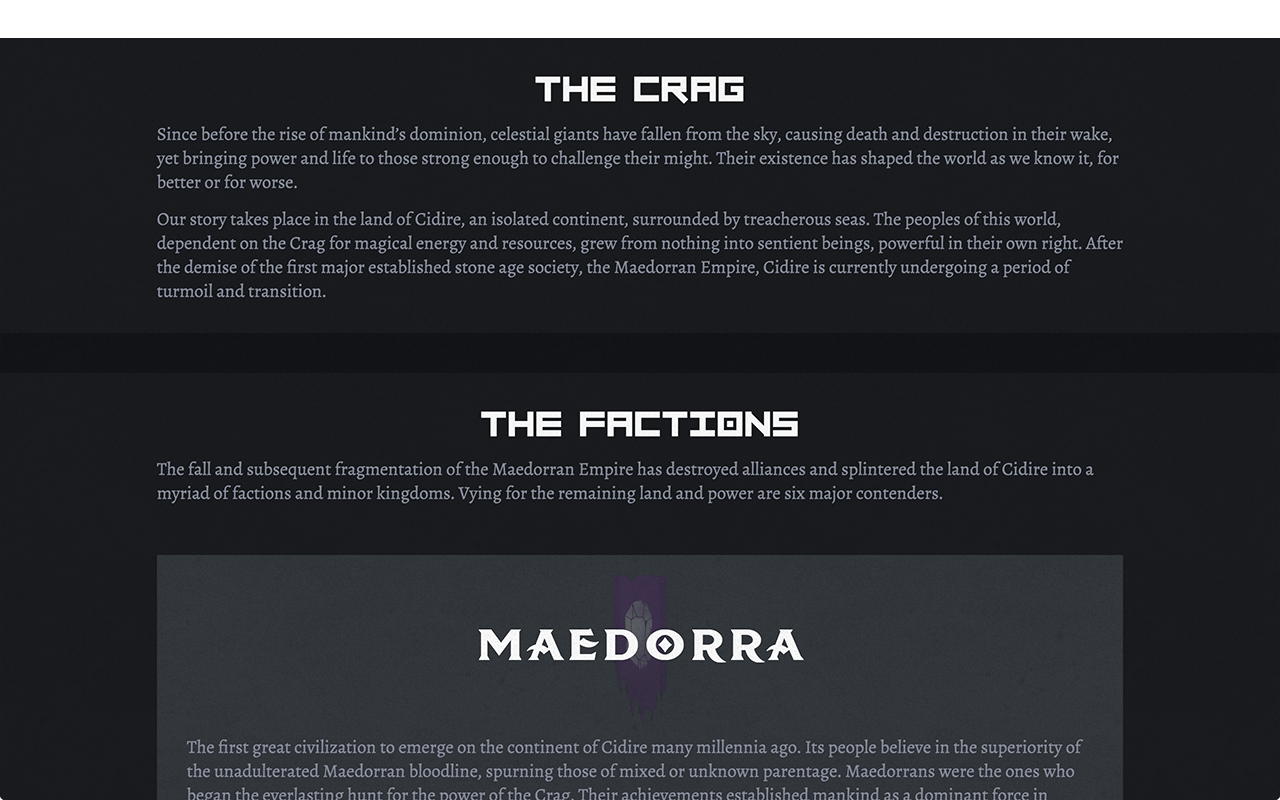 THE CRAG
Since before the rise of mankind’s dominion, celestial giants have fallen from the sky, causing death and destruction in their wake,
yet bringing power and life to those strong enough to challenge their might. Their existence has shaped the world as we know it, for
better or for worse.
Our story takes place in the land of Cidire, an isolated continent, surrounded by treacherous seas. The peoples of this world,
dependent on the Crag for magical energy and resources, grew from nothing into sentient beings, powerful in their own right. After
the demise of the first major established stone age society, the Maedorran Empire, Cidire is currently undergoing a period of
turmoil and transition.
THE FACTIONS
The fall and subsequent fragmentation of the Maedorran Empire has destroyed alliances and splintered the land of Cidire into a
myriad of factions and minor kingdoms. Vying for the remaining land and power are six major contenders.
MAEDORRA
The first great civilization to emerge on the continent of Cidire many millennia ago. Its people believe in the superiority of
the unadulterated Maedorran bloodline, spurning those of mixed or unknown parentage. Maedorrans were the ones who
began the everlasting hunt for the power of the Crag. Their achievements established mankind as a dominant force in